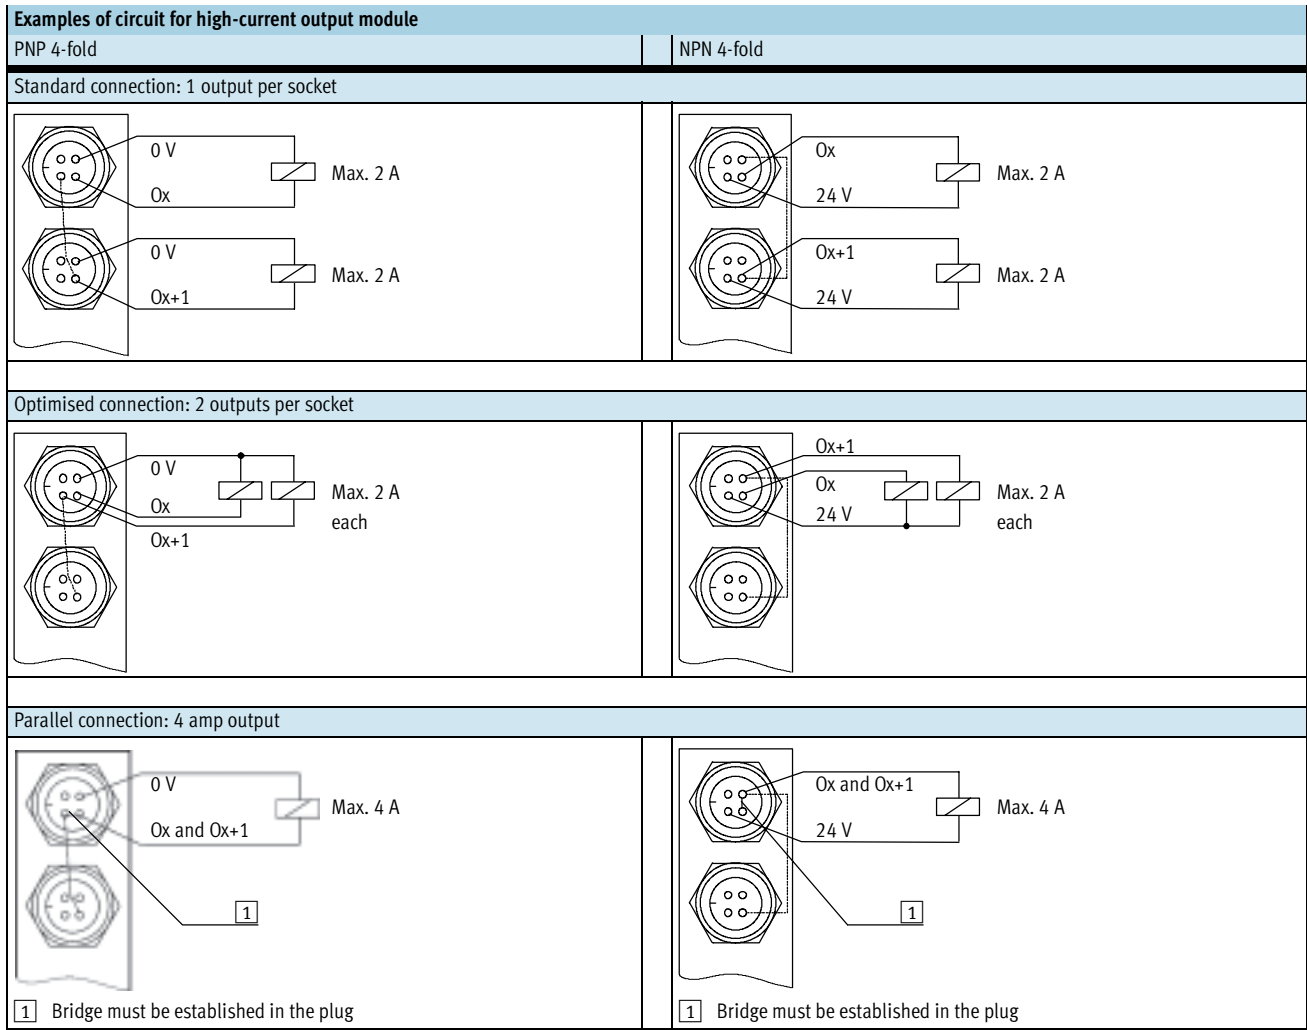 Examples of circuit for high-current output module
PNP 4-fold
NPN 4-fold
Standard connection: 1 output per socket
0 V
Ox
Max. 2 A
0 V
Ox+1
Max. 2 A
Ox
24 V
Max. 2 A
Ox+1
24 V
Max. 2 A
Optimised connection: 2 outputs per socket
0 V
Ox
Ox+1
Max. 2 A
each
Ox+1
Ox
24 V
Max. 2 A
each
Parallel connection: 4 amp output
0 V
Ox and Ox+1
Max. 4 A
1
1 Bridge must be established in the plug
Ox and Ox+1
24 V
Max. 4 A
1
1 Bridge must be established in the plug